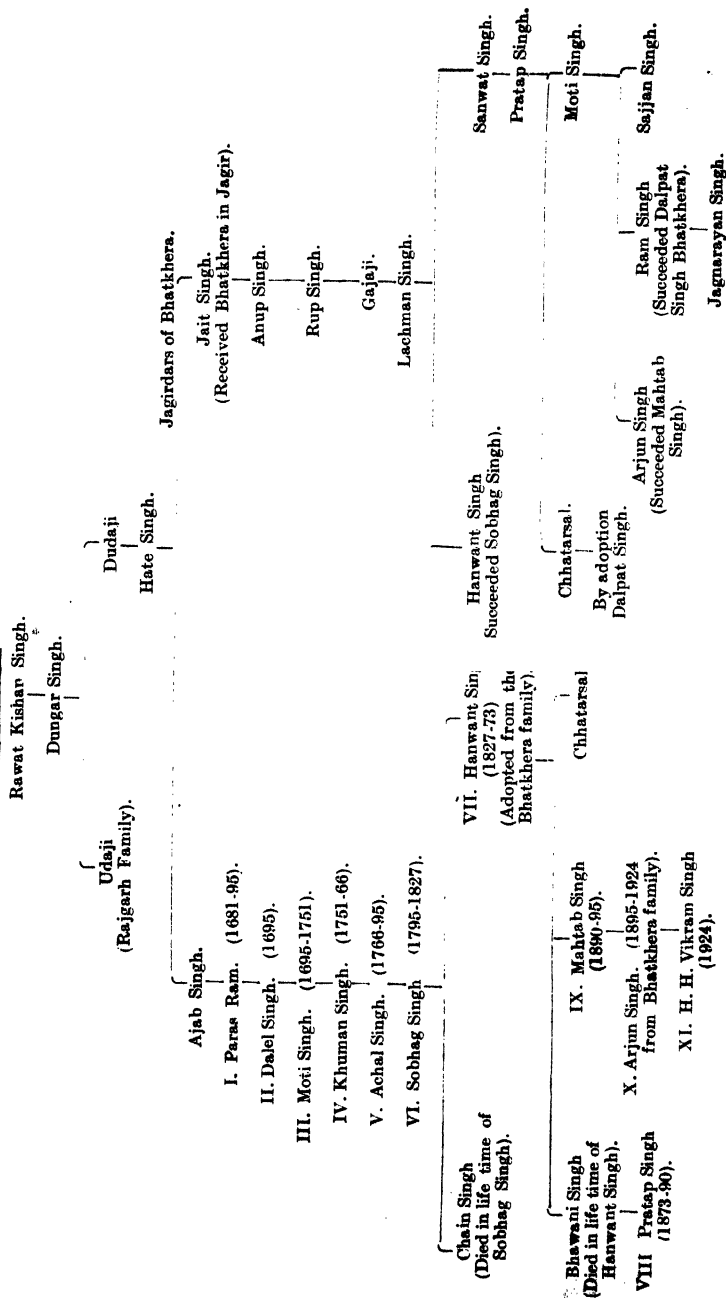 Rawat Kishan Singh.
Dungar Singh.
Udaji
(Rajgarh Family).
Dudaji
Hate Singh.
Jagirdars of Bhatkhera.
Ajab Singh.
Jait Singh.
(Received Bhatkhera in Jagir).
I. Paras Ram. (1681-95).
Anup Singh.
II. Dalel Singh. (1695).
III. Moti Singh. (1695-1751).
Rup Singh.
IV. Khuman Singh. (1751-66).
Gajaji.
V. Achal Singh. (1766-95).
VI. Sobhag Singh (1795-1827).
Lachman Singh.
Chain Singh
(Died in life time of
Sobhag Singh).
VII. Hanwant Sin
(1827-73)
(Adopted from the
Bhatkhera family).
Hanwant Singh
Succeeded Sobhag Singh).
Sanwat Singh.
Pratap Singh.
Bhawani Singh
(Died in life time of
Hanwant Singh).
VIII Pratap Singh
(1873-90).
IX. Mahtab Singh
(1890-95).
X. Arjun Singh. (1895-1924
from Bhatkhera family).
XI. H. H. Vikram Singh
(1924).
Chhatarsal
Chhatarsal.
By adoption
Dalpat Singh.
Moti Singh.
Arjun Singh
(Succeeded Mahtab
Singh).
Ram Singh
(Succeeded Dalpat
Singh Bhatkhera).
Jagnarayan Singh.
Sajjan Singh.